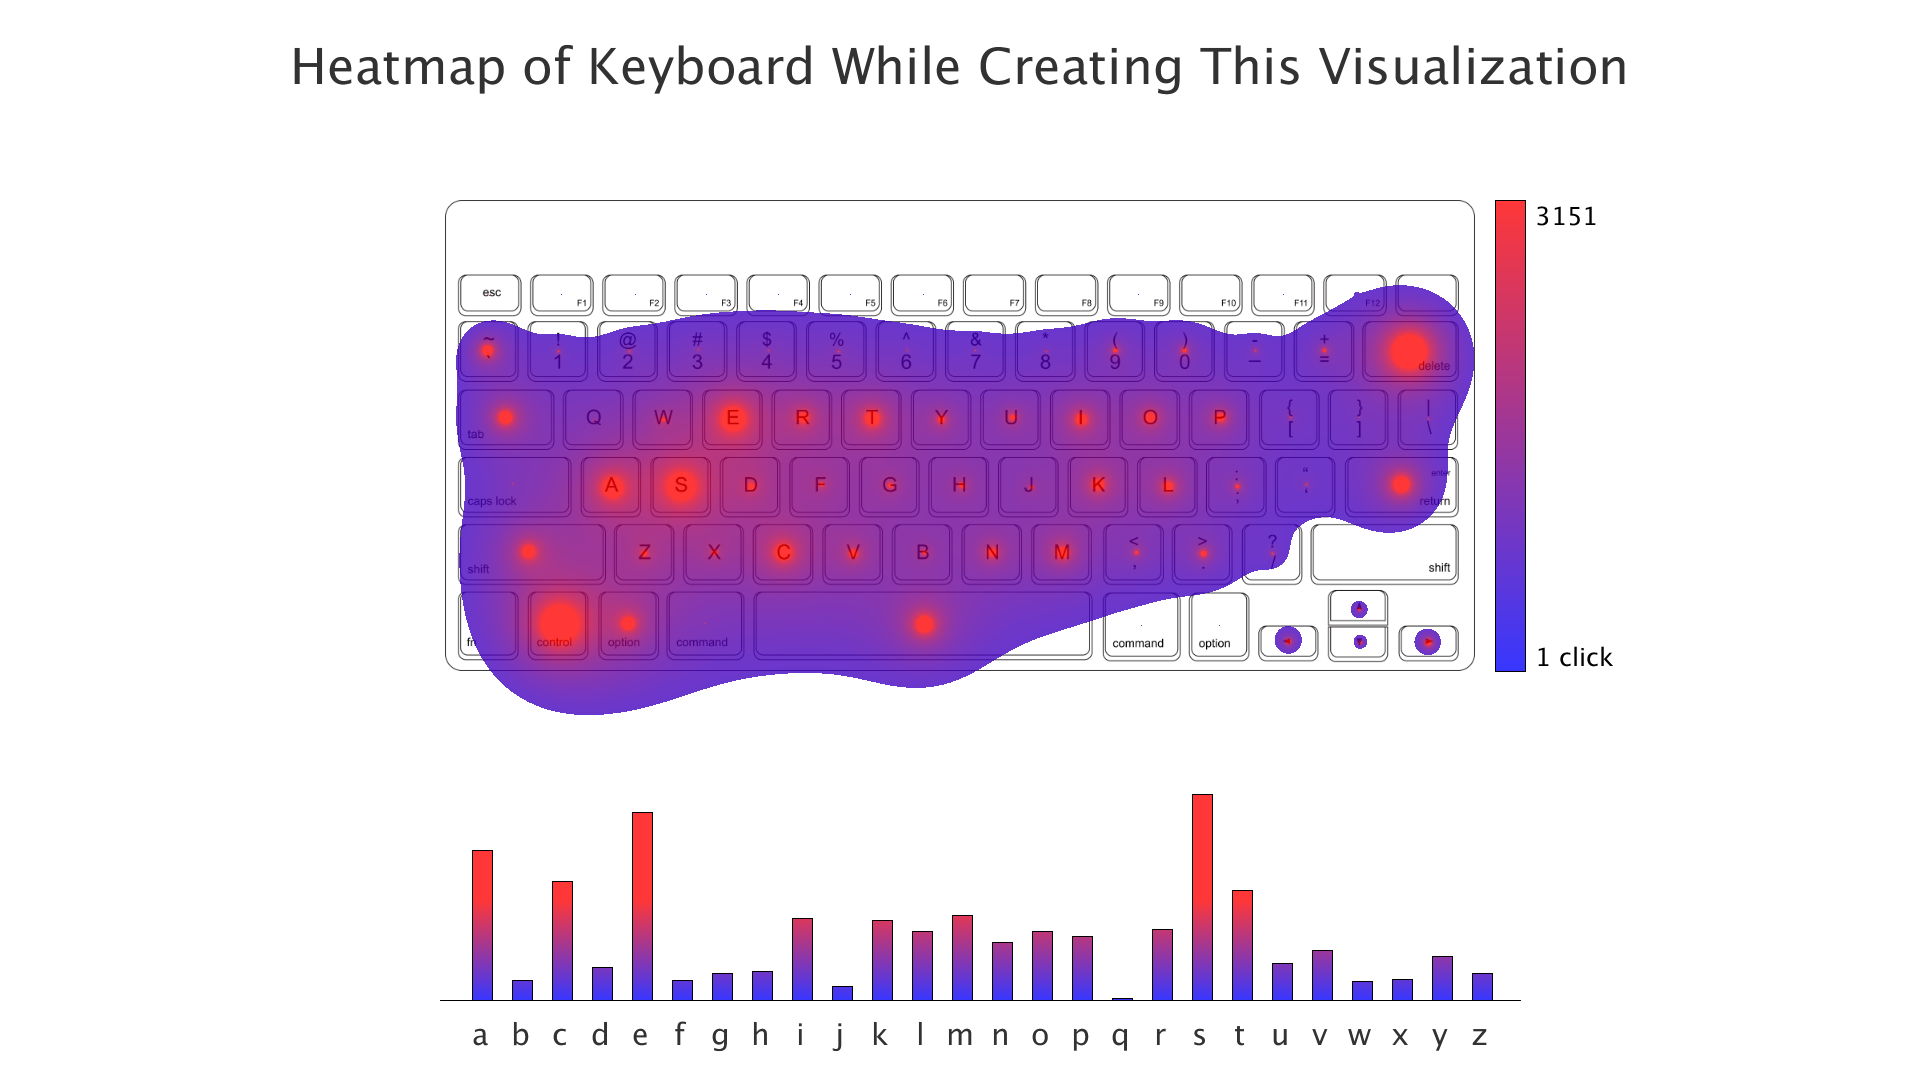 Heatmap of Keyboard While Creating This Visualization
3151
esc F1 F2 F3 F4 F5 F6 F7 F8 F9 F10 F11 F12
~ ! @ # $ % ^ & * ( ) - +
` 1 2 3 4 5 6 7 8 9 0 _ = delete
tab Q W E R T Y U I O P { [ } ] | \
caps lock A S D F G H J K L : ; “ ' enter return
shift Z X C V B N M < , > . ? / shift
fn control option command command option
1 click
a b c d e f g h i j k l m n o p q r s t u v w x y z